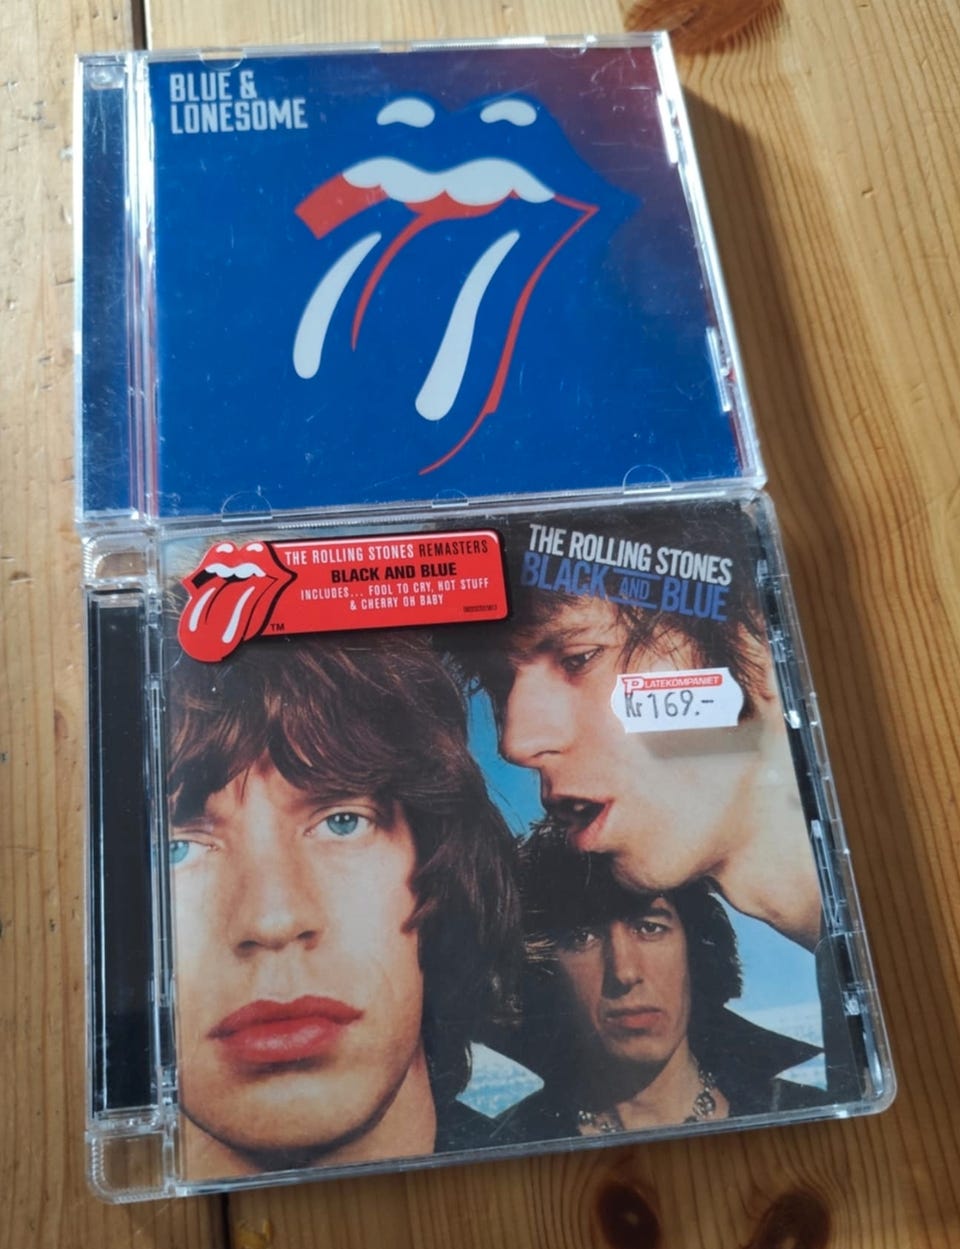 BLUE &
LONESOME
THE ROLLING STONES REMASTERS
BLACK AND BLUE
INCLUDES... FOOL TO CRY, HOT STUFF
& CHERRY OH BABY
TM
THE ROLLING STONES
BLACK AND BLUE
PLATEKOMPANIET
Kr 169.-